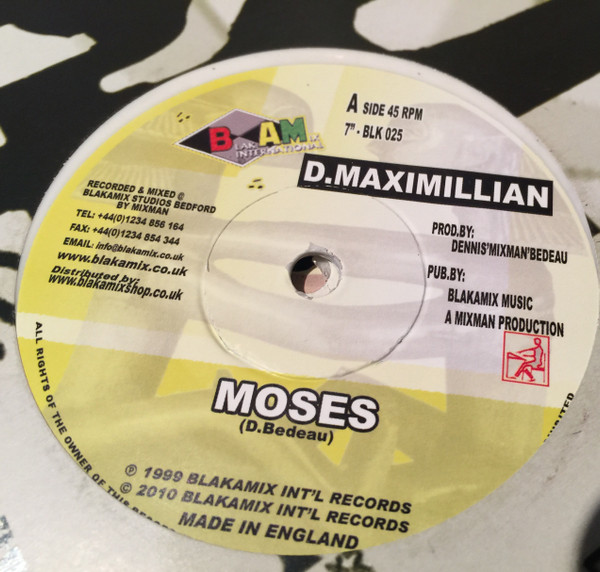 BLAKAMIX
INTERNATIONAL
A SIDE 45 RPM
7" - BLK 025
D.MAXIMILLIAN
RECORDED & MIXED @
BLAKAMIX STUDIOS BEDFORD
BY MIXMAN
TEL: +44(0)1234 856 164
FAX: +44(0)1234 854 344
EMAIL: info@blakamix.co.uk
www.blakamix.co.uk
Distributed by:
www.blakamixshop.co.uk
PROD,BY:
DENNIS'MIXMAN'BEDEAU
PUB.BY:
BLAKAMIX MUSIC
A MIXMAN PRODUCTION
MOSES
(D.Bedeau)
℗ 1999 BLAKAMIX INT'L RECORDS
© 2010 BLAKAMIX INT'L RECORDS
MADE IN ENGLAND
ALL RIGHTS OF THE OWNER OF THIS